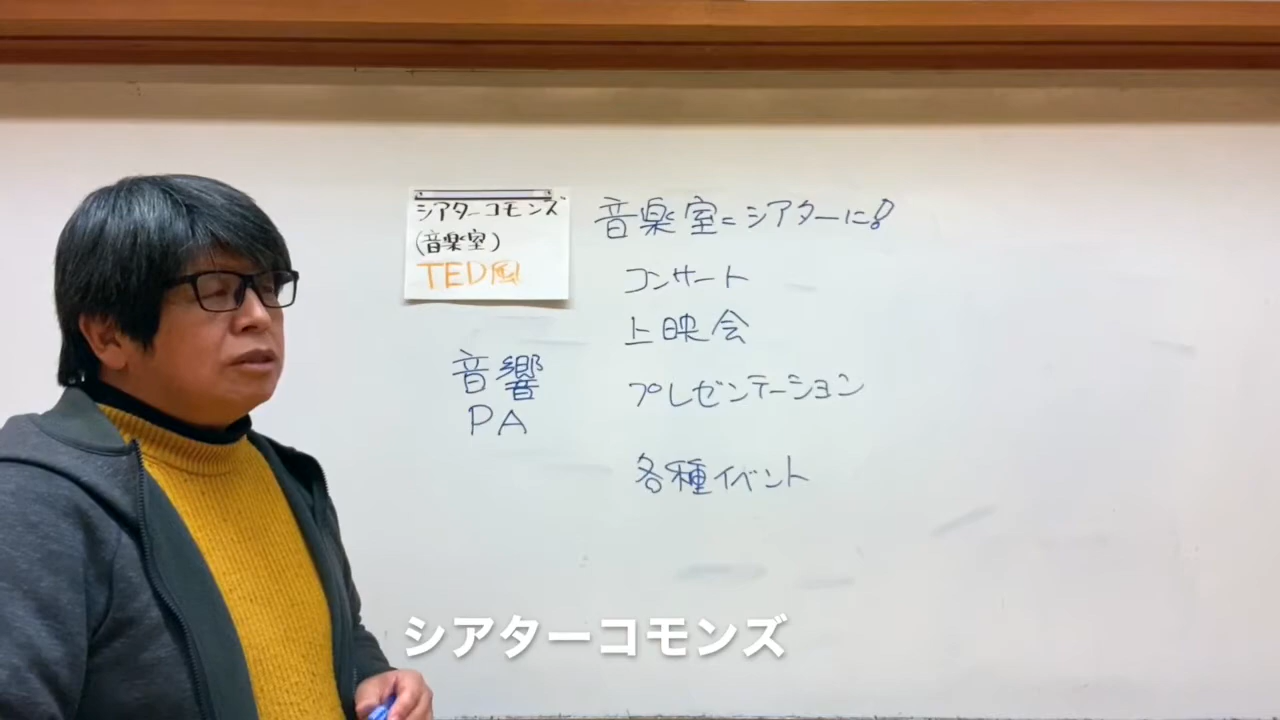 シアターコモンズ
(音楽室)
TED風
音楽室=シアターに!
コンサート
上映会
プレゼンテーション
各種イベント
音響
PA
シアターコモンズ